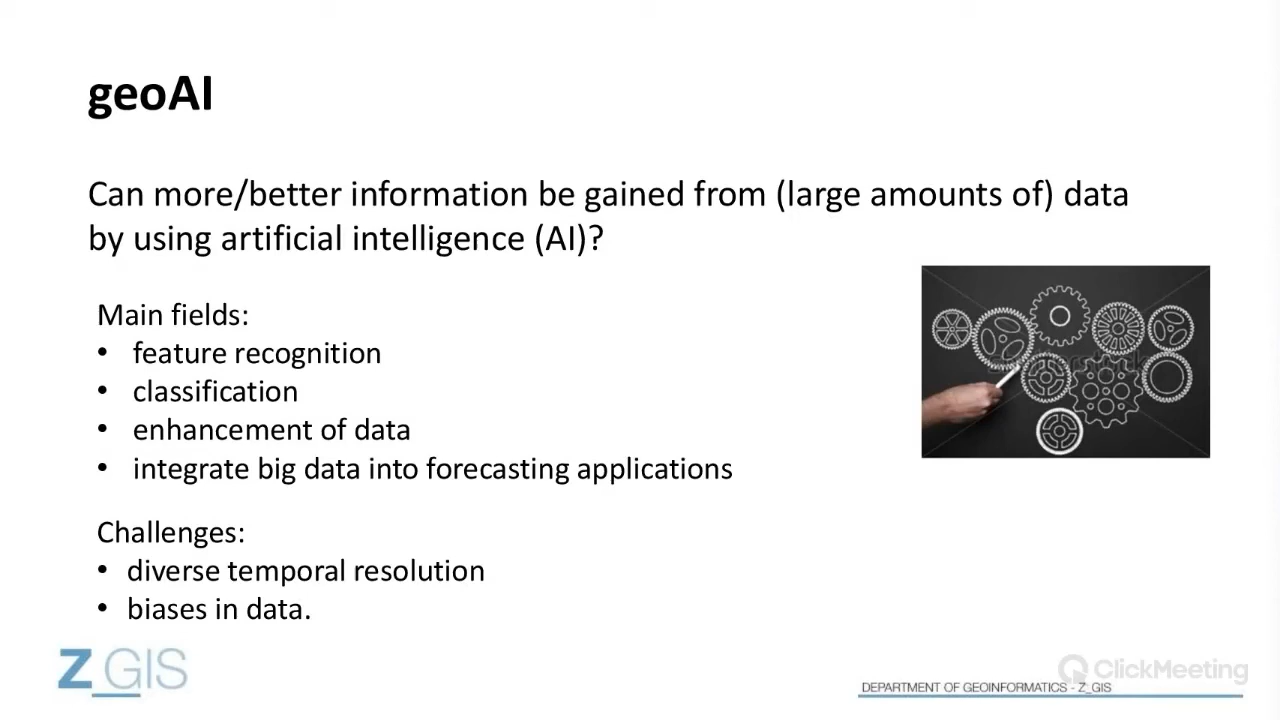 geoAI
Can more/better information be gained from (large amounts of) data
by using artificial intelligence (AI)?
Main fields:
• feature recognition
• classification
• enhancement of data
• integrate big data into forecasting applications
Challenges:
• diverse temporal resolution
• biases in data.
Z_GIS
ClickMeeting
DEPARTMENT OF GEOINFORMATICS - Z_GIS